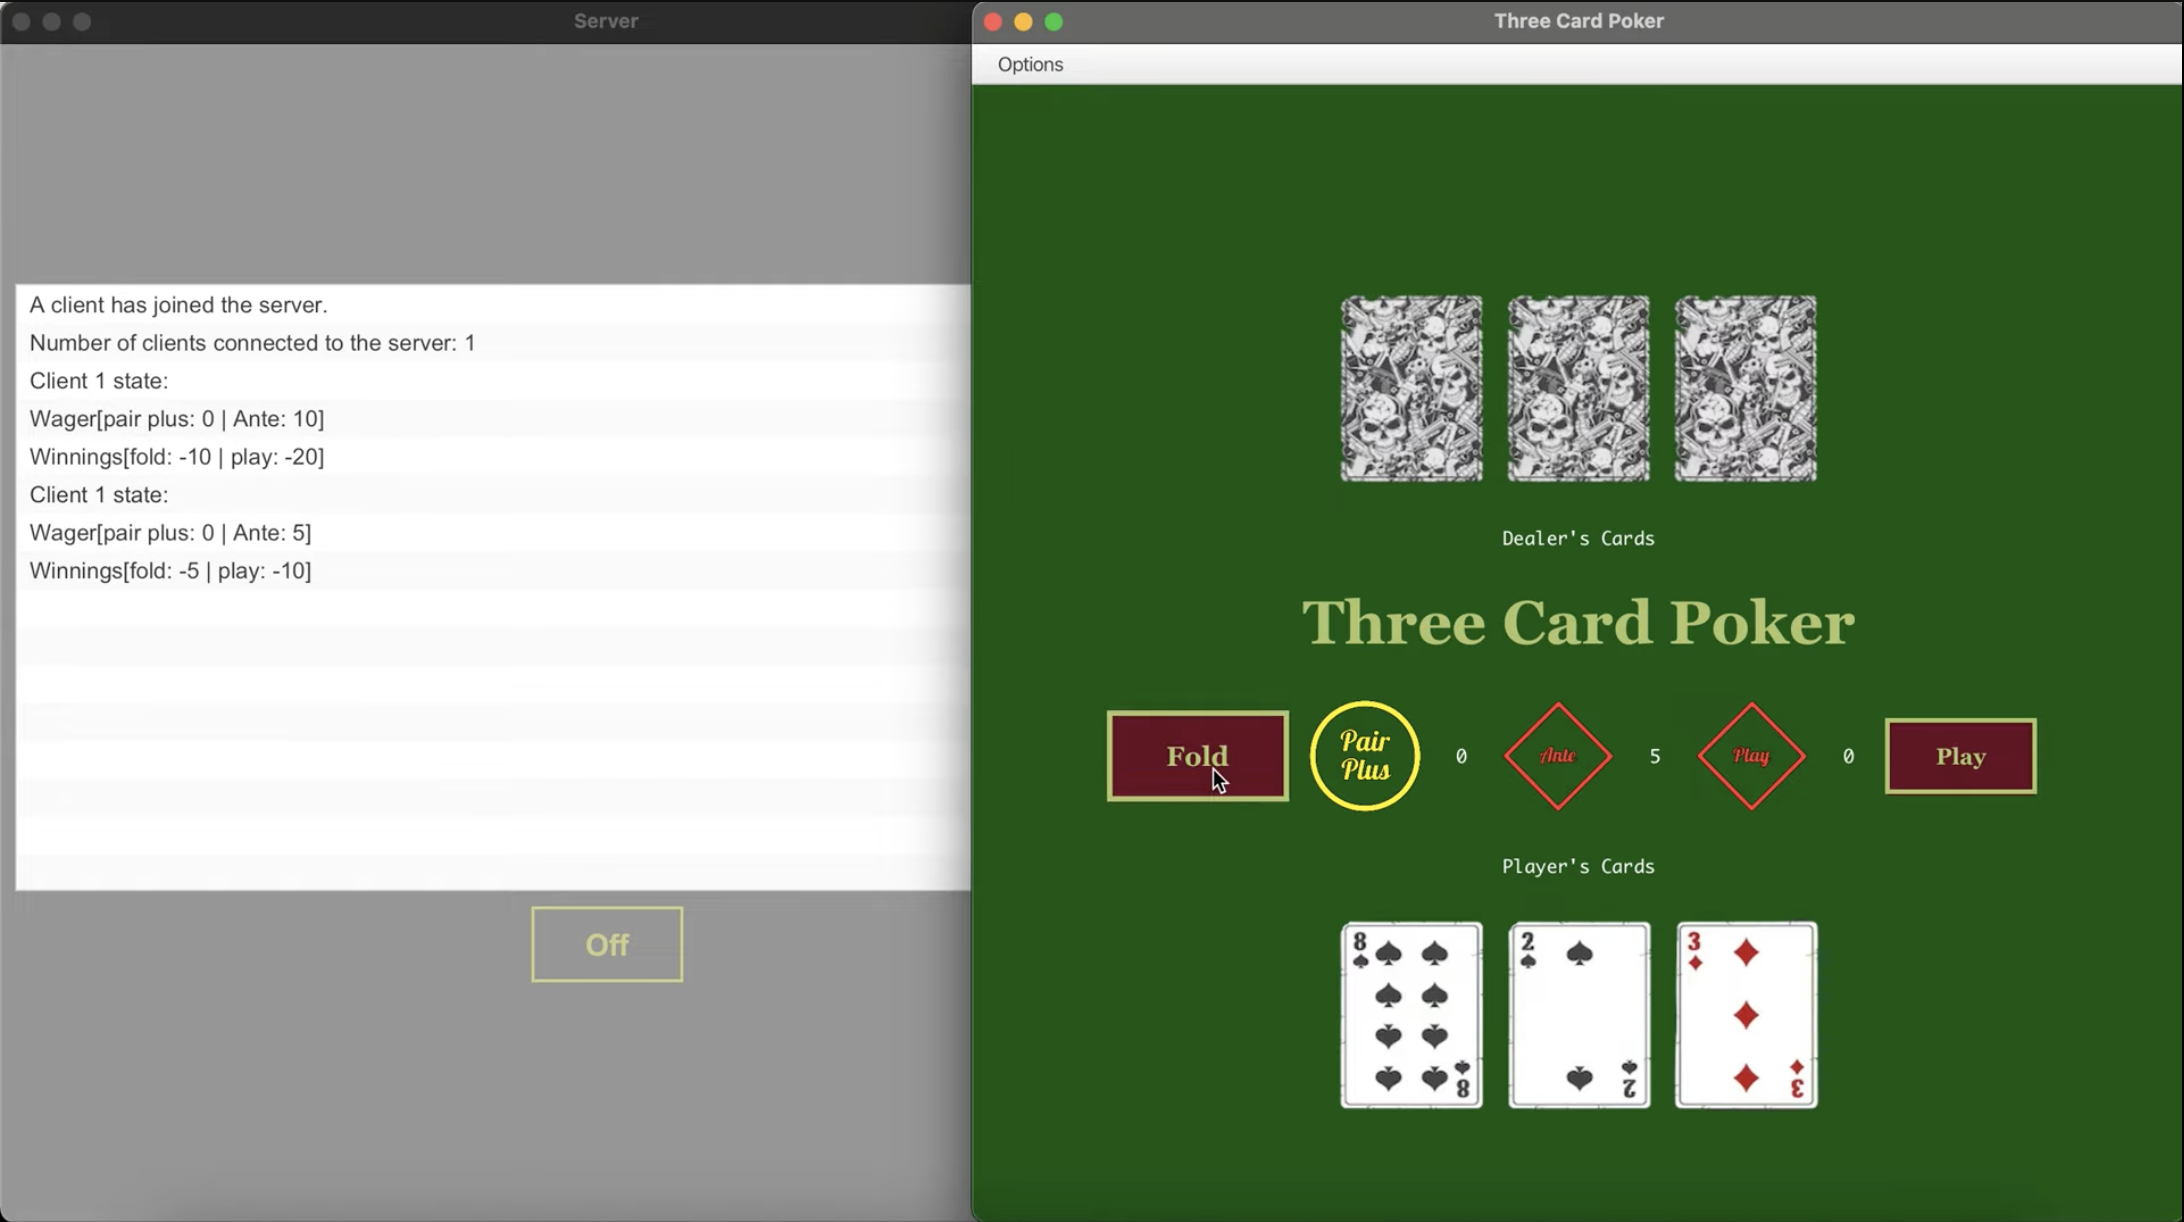 Server
A client has joined the server.
Number of clients connected to the server: 1
Client 1 state:
Wager[pair plus: 0 | Ante: 10]
Winnings[fold: -10 | play: -20]
Client 1 state:
Wager[pair plus: 0 | Ante: 5]
Winnings[fold: -5 | play: -10]
Off
Three Card Poker
Options
Dealer's Cards
Three Card Poker
Fold
Pair
Plus
0
Ante
5
Play
0
Play
Player's Cards
8
8
2
2
3
3